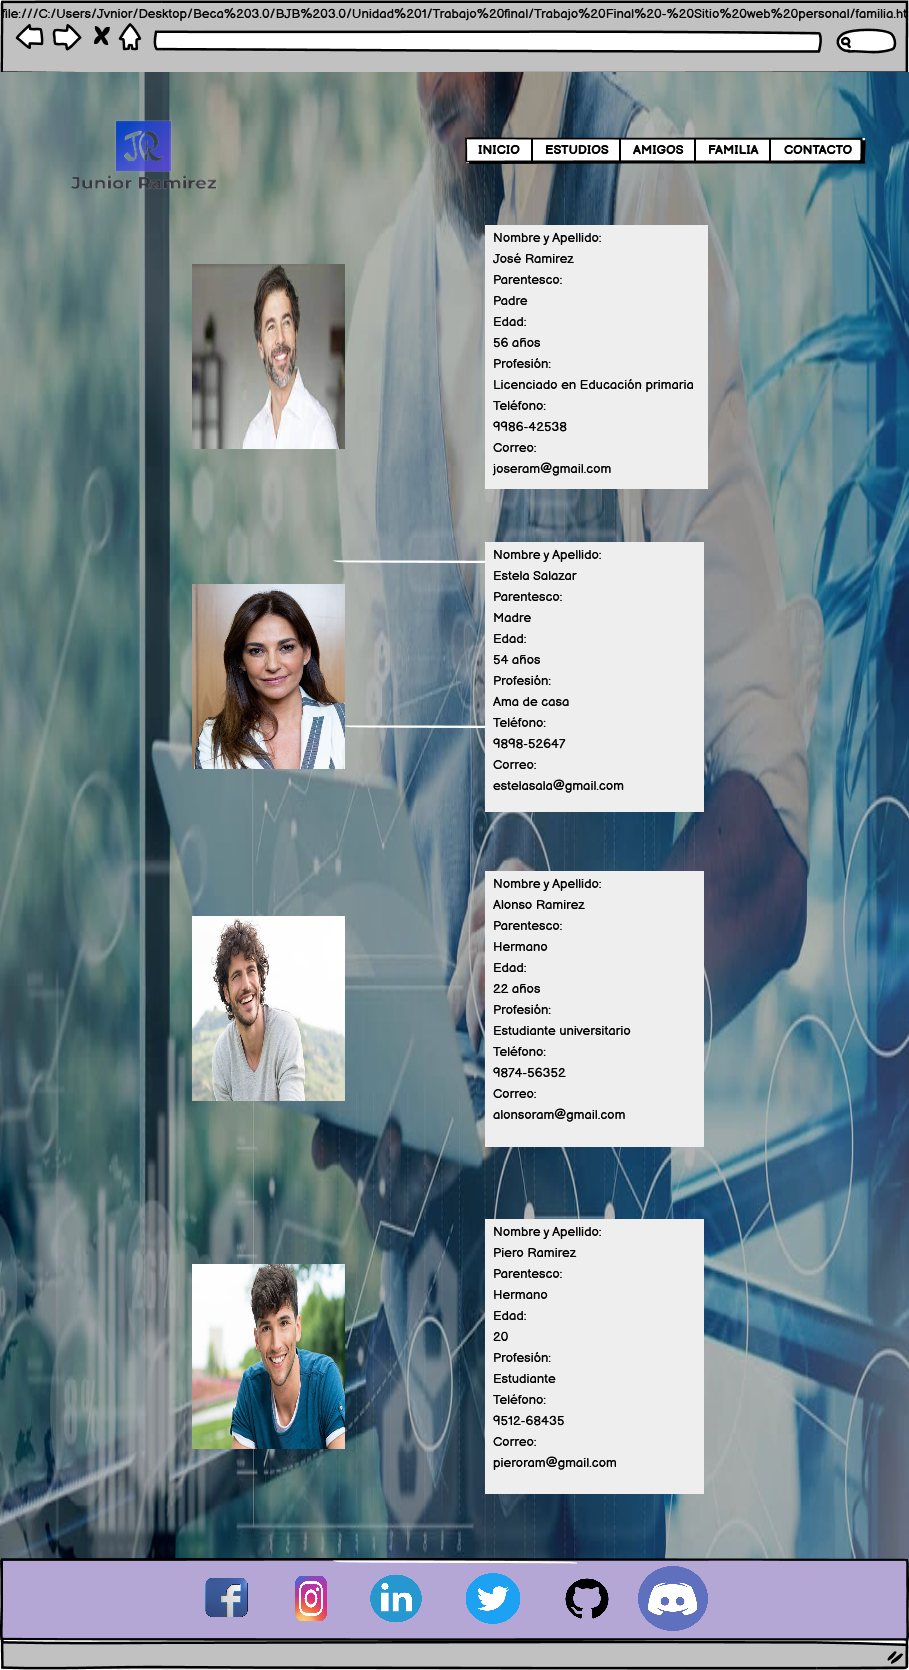 file:///C:/Users/Jvnior/Desktop/Beca%203.0/BJB%203.0/Unidad%201/Trabajo%20final/Trabajo%20Final%20-%20Sitio%20web%20personal/familia.ht
JR
Junior Ramirez
INICIO ESTUDIOS AMIGOS FAMILIA CONTACTO
Nombre y Apellido:
José Ramirez
Parentesco:
Padre
Edad:
56 años
Profesión:
Licenciado en Educación primaria
Teléfono:
9986-42538
Correo:
joseram@gmail.com
Nombre y Apellido:
Estela Salazar
Parentesco:
Madre
Edad:
54 años
Profesión:
Ama de casa
Teléfono:
9898-52647
Correo:
estelasala@gmail.com
Nombre y Apellido:
Alonso Ramirez
Parentesco:
Hermano
Edad:
22 años
Profesión:
Estudiante universitario
Teléfono:
9874-56352
Correo:
alonsoram@gmail.com
Nombre y Apellido:
Piero Ramirez
Parentesco:
Hermano
Edad:
20
Profesión:
Estudiante
Teléfono:
9512-68435
Correo:
pieroram@gmail.com